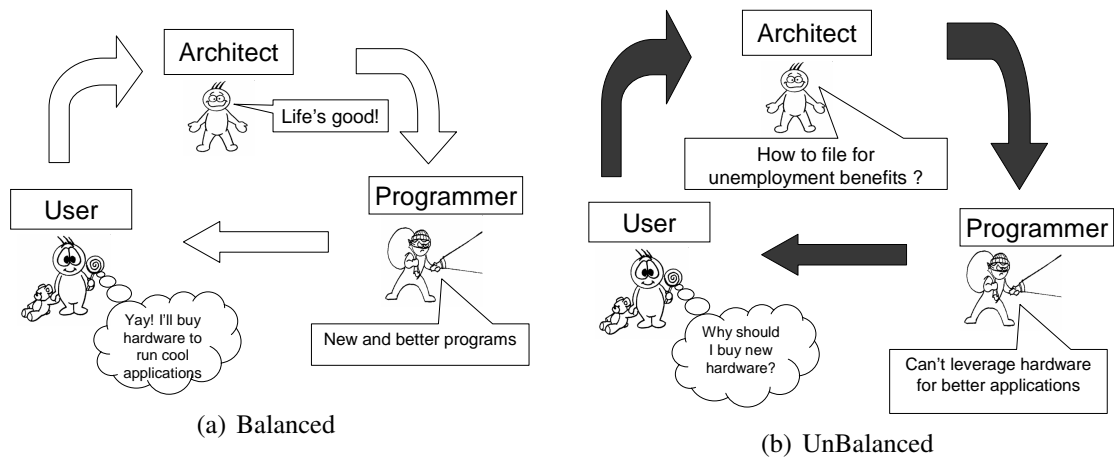 Architect
Life's good!
Programmer
User
New and better programs
Yay! I'll buy
hardware to
run cool
applications
(a) Balanced
Architect
How to file for
unemployment benefits ?
Programmer
User
Why should
I buy new
hardware?
Can't leverage hardware
for better applications
(b) UnBalanced